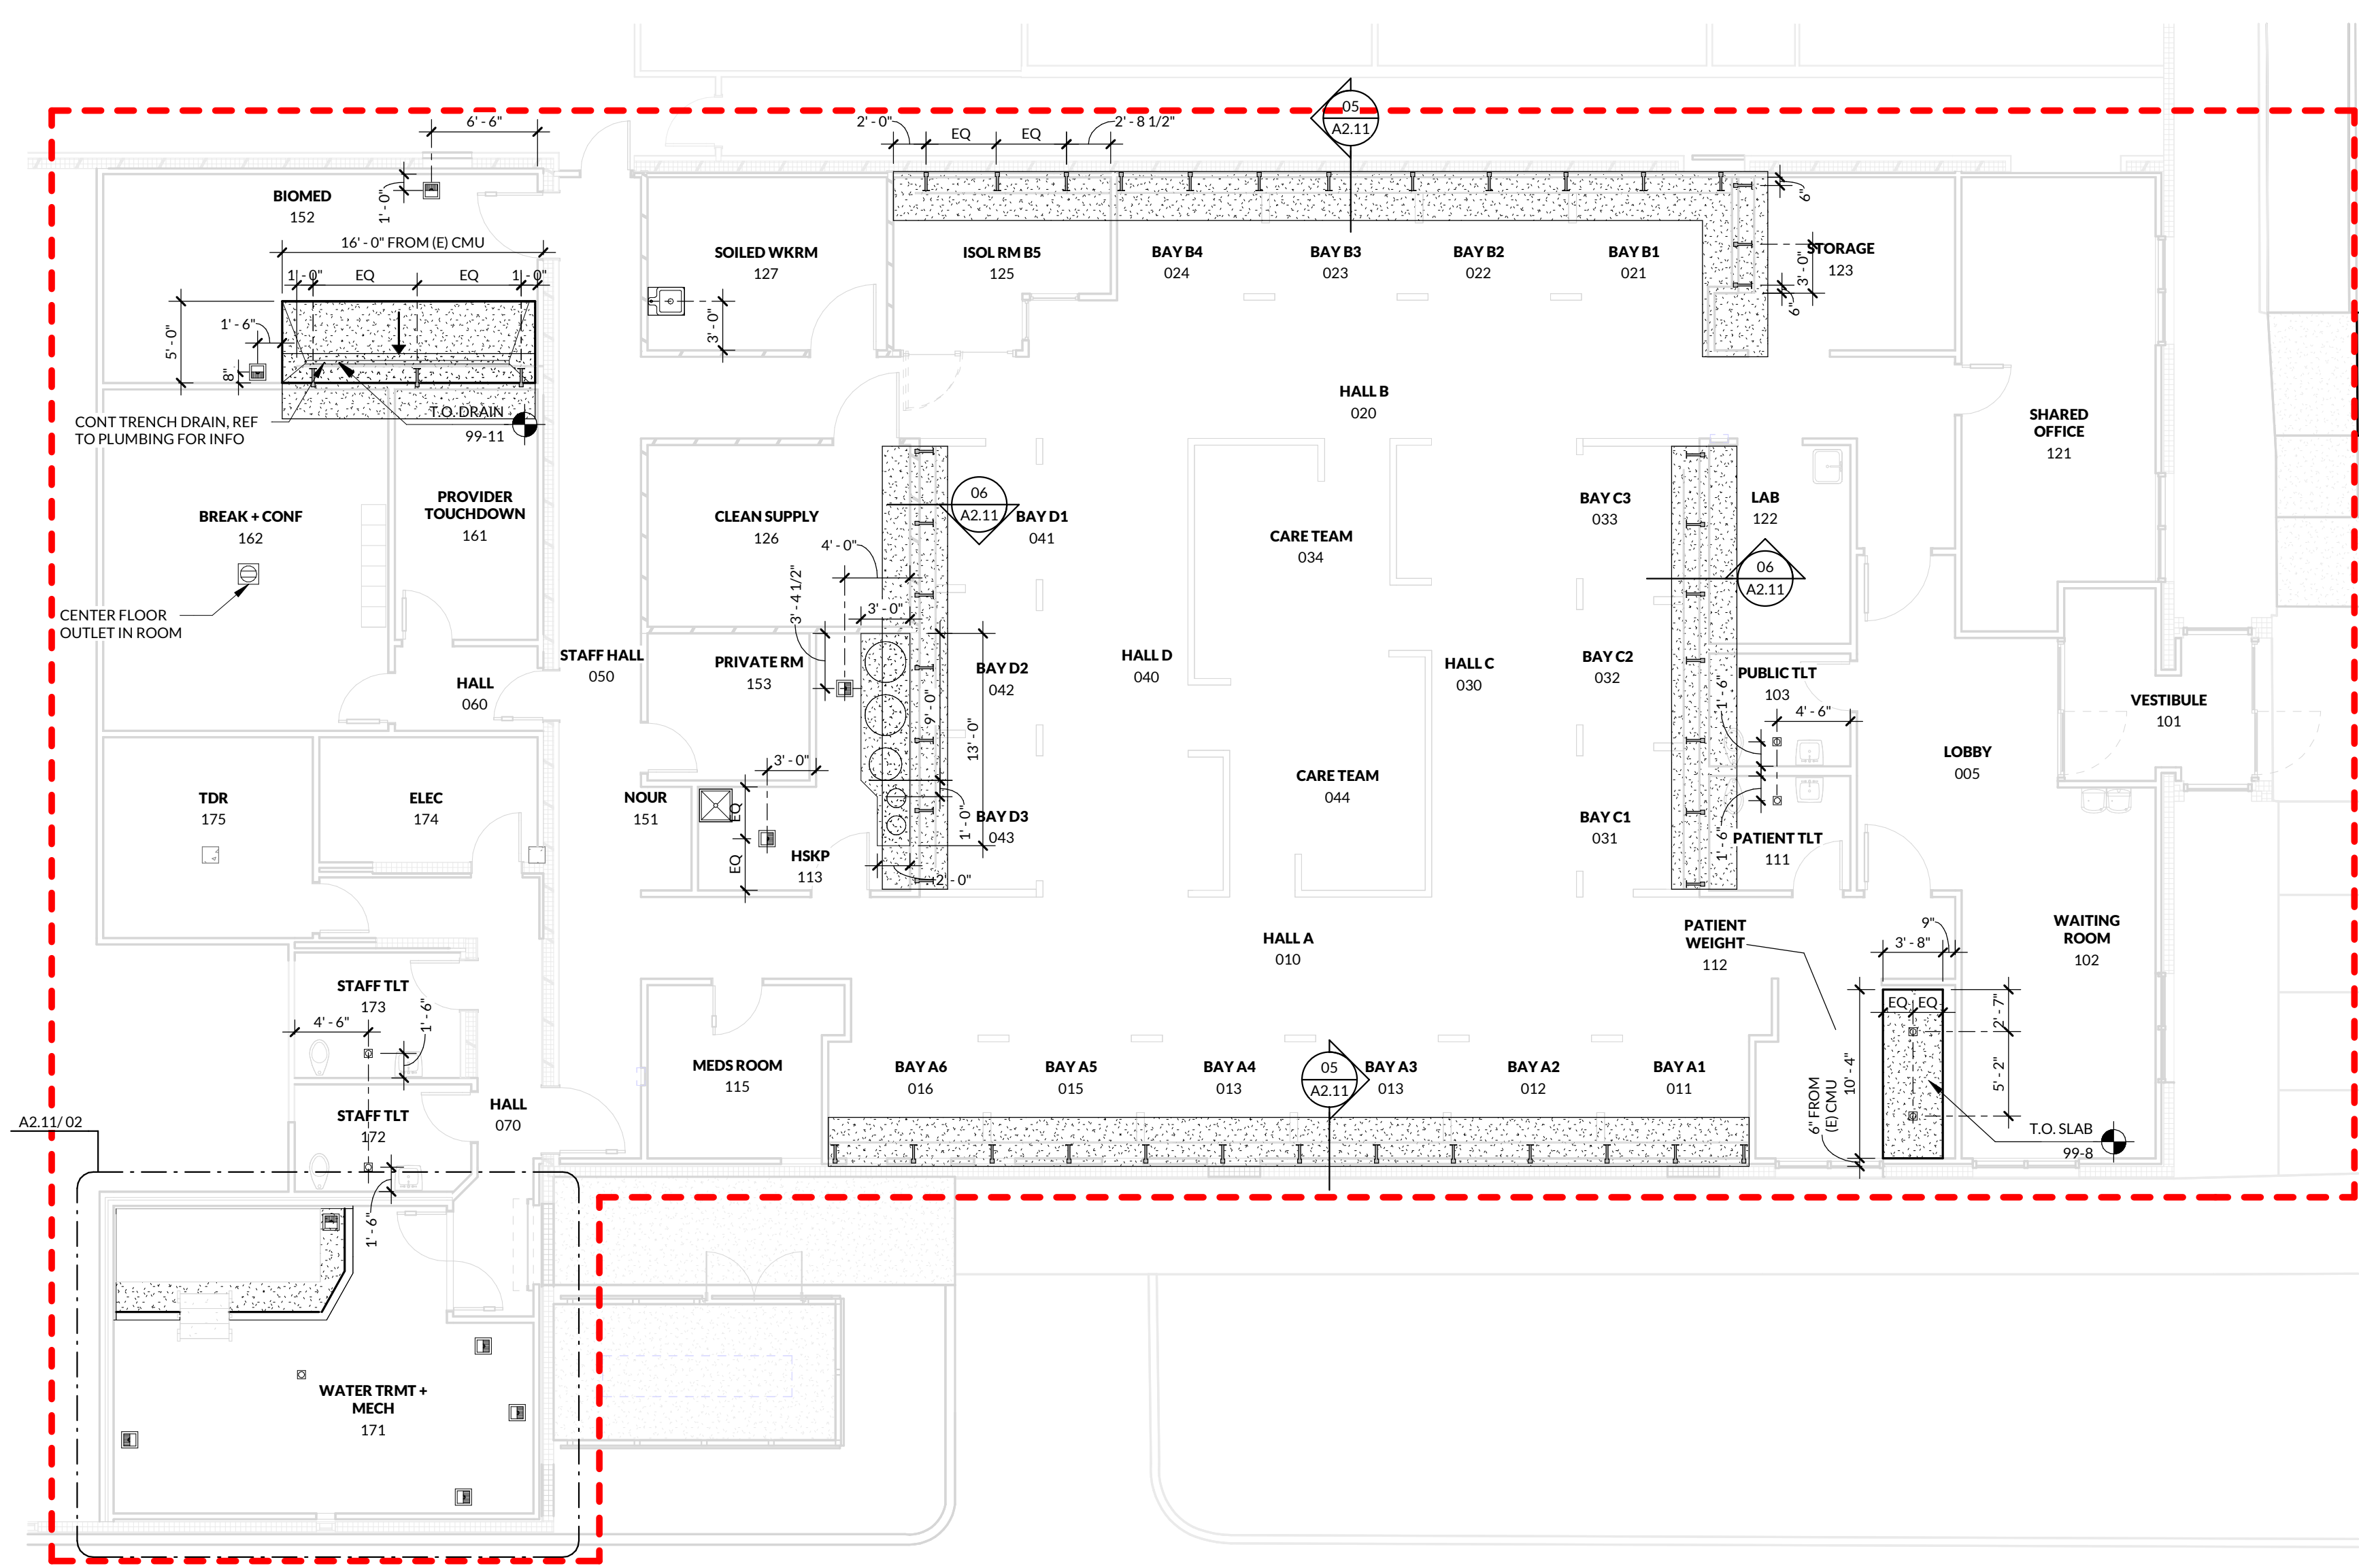 05
A2.11
6' - 6"
2' - 0"
EQ
EQ
2' - 8 1/2"
1' - 0"
BIOMED
152
6"
16' - 0" FROM (E) CMU
SOILED WKRM
127
ISOL RM B5
125
BAY B4
024
BAY B3
023
BAY B2
022
BAY B1
021
STORAGE
123
3' - 0"
6"
1' - 0"
EQ
EQ
1' - 0"
5' - 0"
1' - 6"
8"
3' - 0"
CONT TRENCH DRAIN, REF
TO PLUMBING FOR INFO
T.O. DRAIN
99-11
HALL B
020
SHARED
OFFICE
121
BREAK + CONF
162
PROVIDER
TOUCHDOWN
161
CLEAN SUPPLY
126
06
A2.11
BAY D1
041
CARE TEAM
034
BAY C3
033
LAB
122
06
A2.11
4' - 0"
3' - 4 1/2"
3' - 0"
CENTER FLOOR
OUTLET IN ROOM
STAFF HALL
050
PRIVATE RM
153
BAY D2
042
HALL D
040
HALL C
030
BAY C2
032
PUBLIC TLT
103
1' - 6"
4' - 6"
VESTIBULE
101
HALL
060
9' - 0"
13' - 0"
LOBBY
005
3' - 0"
TDR
175
ELEC
174
NOUR
151
EQ
EQ
HSKP
113
1' - 0"
BAY D3
043
2' - 0"
CARE TEAM
044
BAY C1
031
1' - 6"
PATIENT TLT
111
HALL A
010
PATIENT
WEIGHT
112
9"
3' - 8"
WAITING
ROOM
102
STAFF TLT
173
4' - 6"
1' - 6"
EQ
EQ
2' - 7"
5' - 2"
10' - 4"
6" FROM
(E) CMU
MEDS ROOM
115
BAY A6
016
BAY A5
015
BAY A4
013
05
A2.11
BAY A3
013
BAY A2
012
BAY A1
011
STAFF TLT
172
HALL
070
A2.11/ 02
T.O. SLAB
99-8
1' - 6"
WATER TRMT +
MECH
171